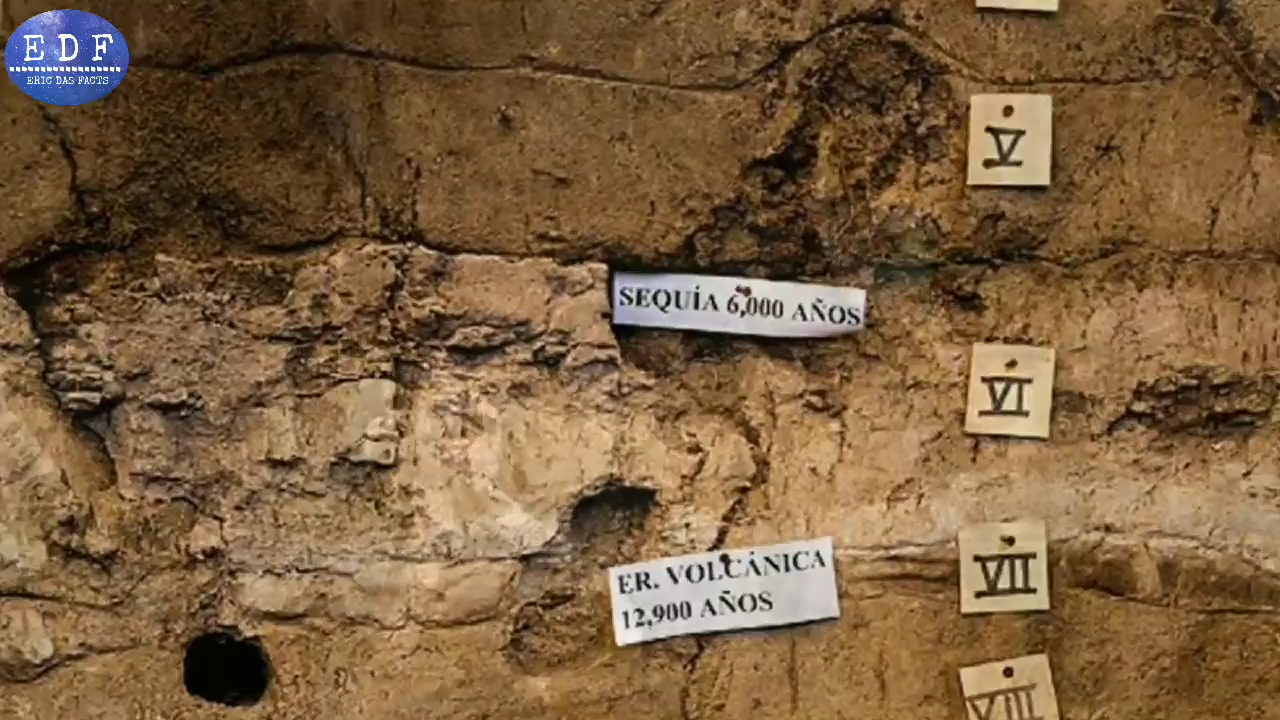 EDF
ERIC DAS FACTS
V
SEQUÍA 6,000 AÑOS
VI
ER. VOLCÁNICA
12,900 AÑOS
VII
VIII